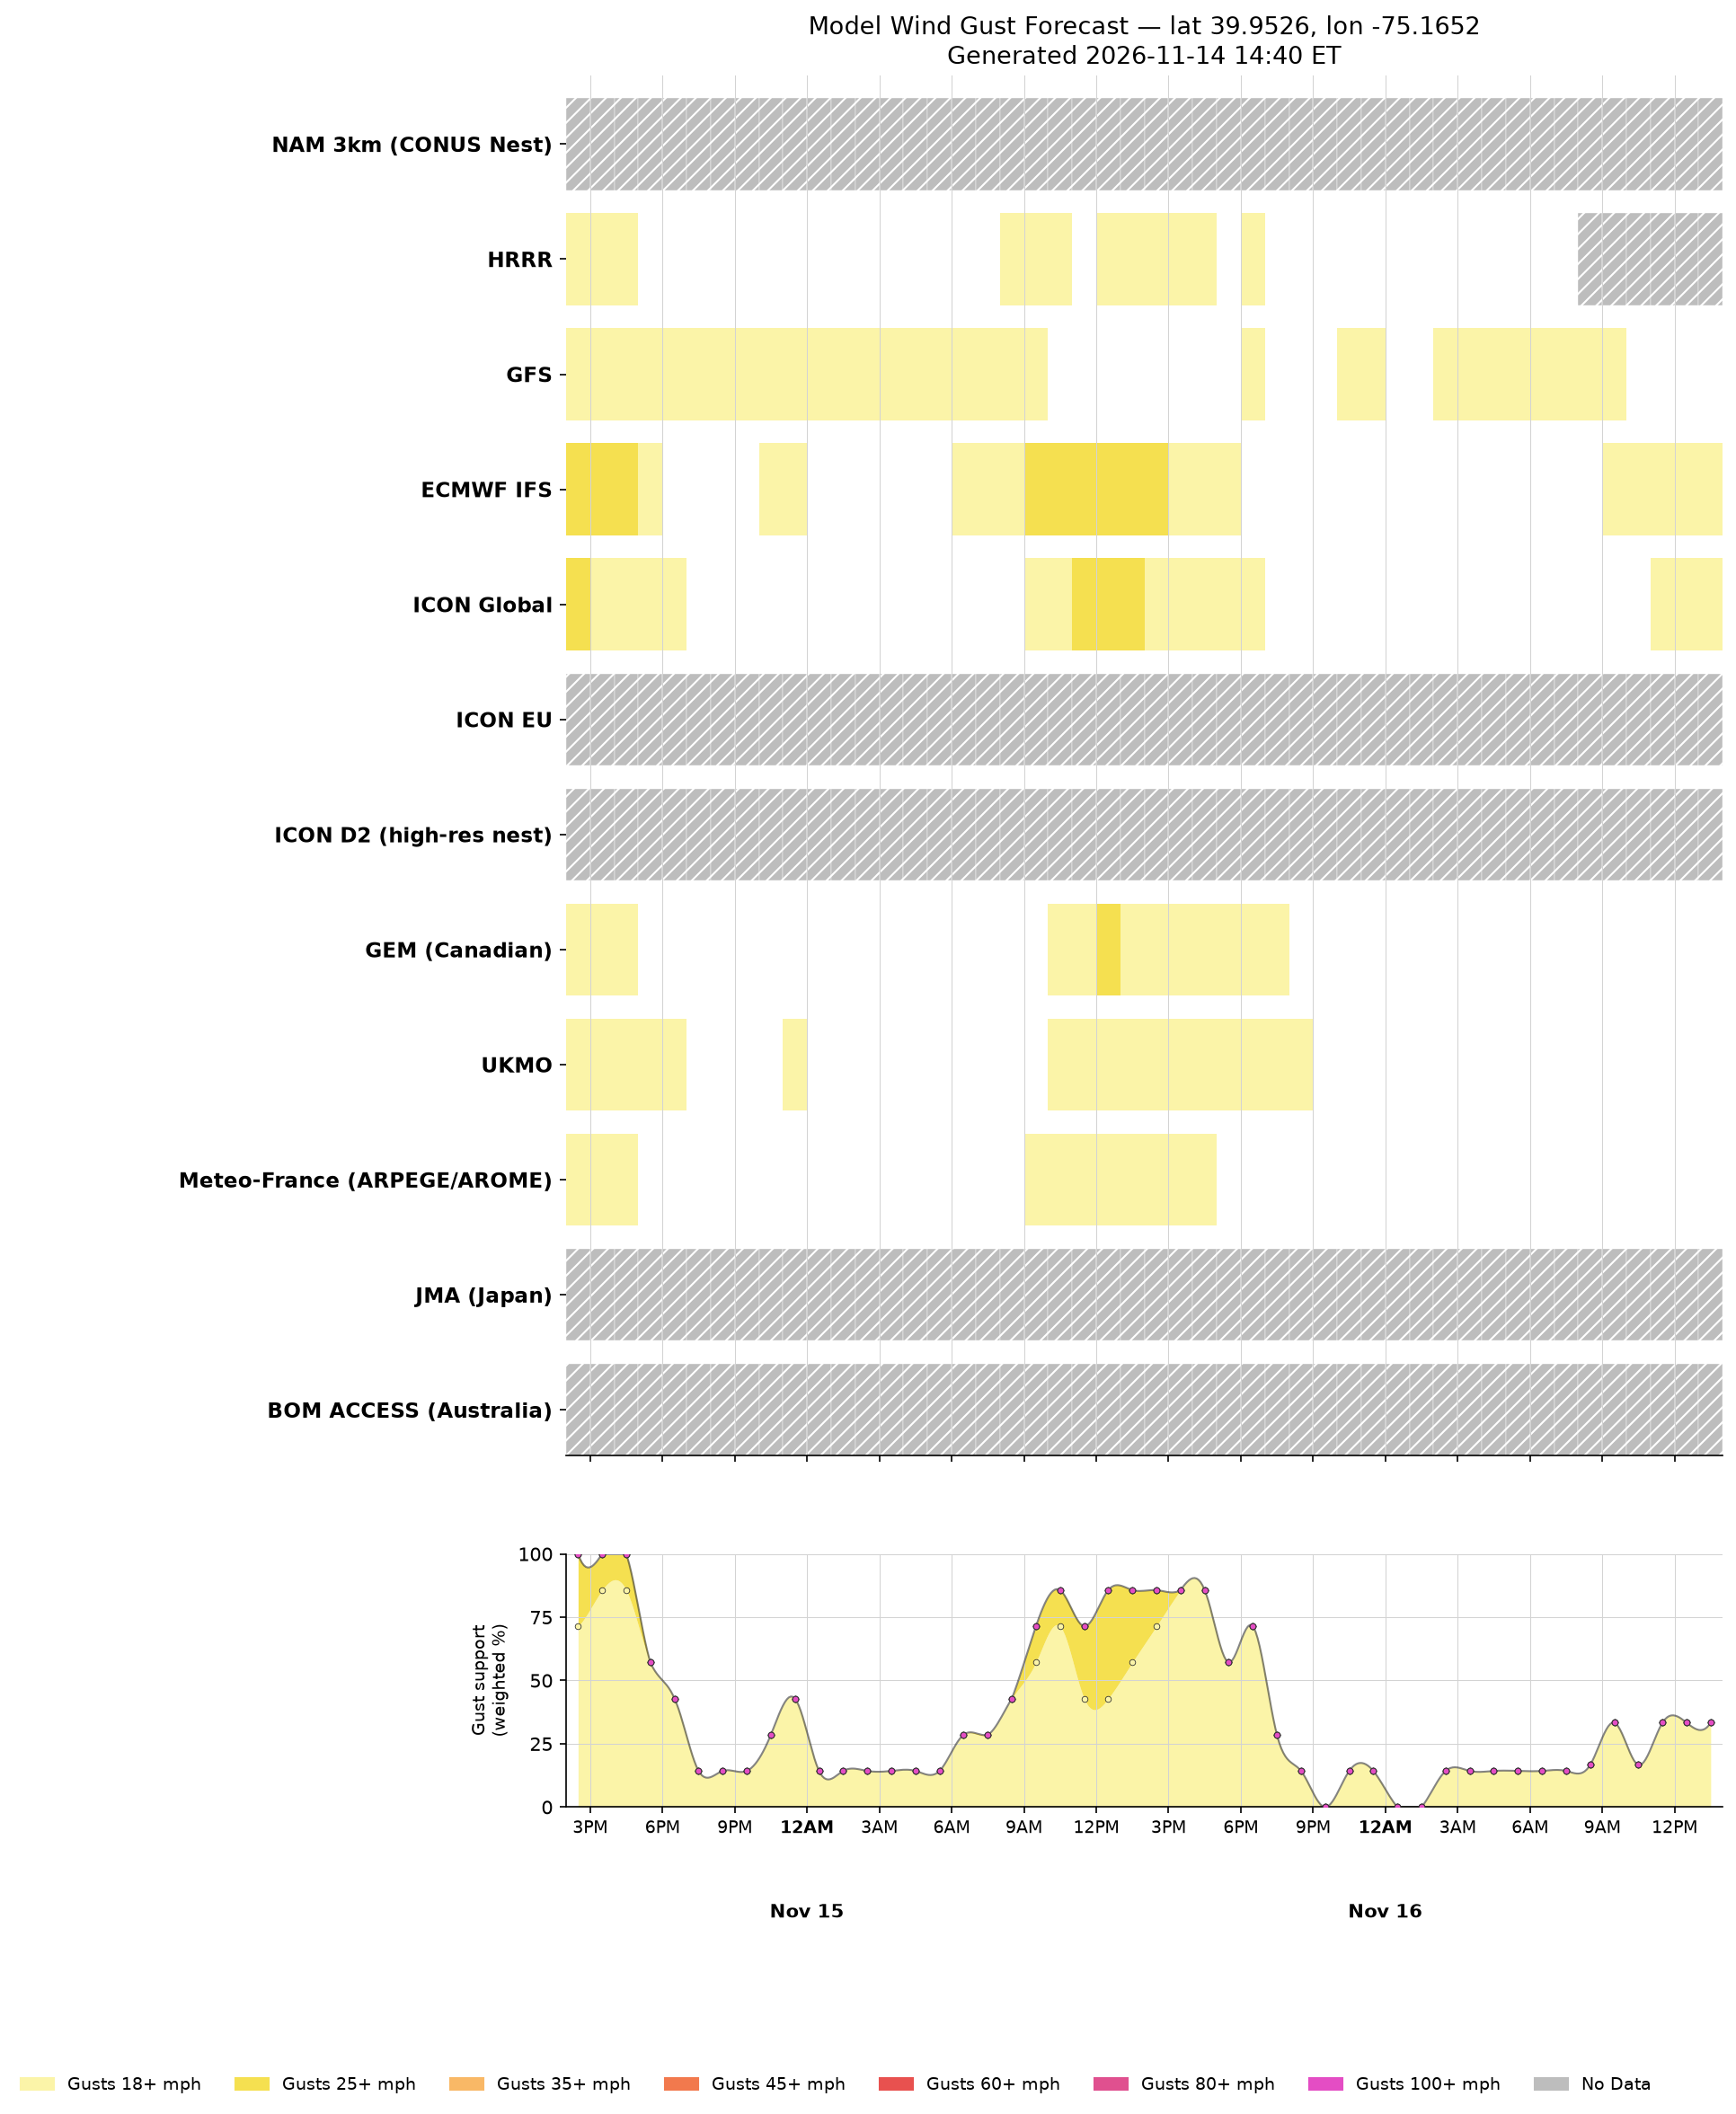 Model Wind Gust Forecast — lat 39.9526, lon -75.1652
Generated 2026-11-14 14:40 ET
NAM 3km (CONUS Nest)
HRRR
GFS
ECMWF IFS
ICON Global
ICON EU
ICON D2 (high-res nest)
GEM (Canadian)
UKMO
Meteo-France (ARPEGE/AROME)
JMA (Japan)
BOM ACCESS (Australia)
Gust support
(weighted %)
100
75
50
25
0
3PM 6PM 9PM 12AM 3AM 6AM 9AM 12PM 3PM 6PM 9PM 12AM 3AM 6AM 9AM 12PM
Nov 15 Nov 16
Gusts 18+ mph Gusts 25+ mph Gusts 35+ mph Gusts 45+ mph Gusts 60+ mph Gusts 80+ mph Gusts 100+ mph No Data